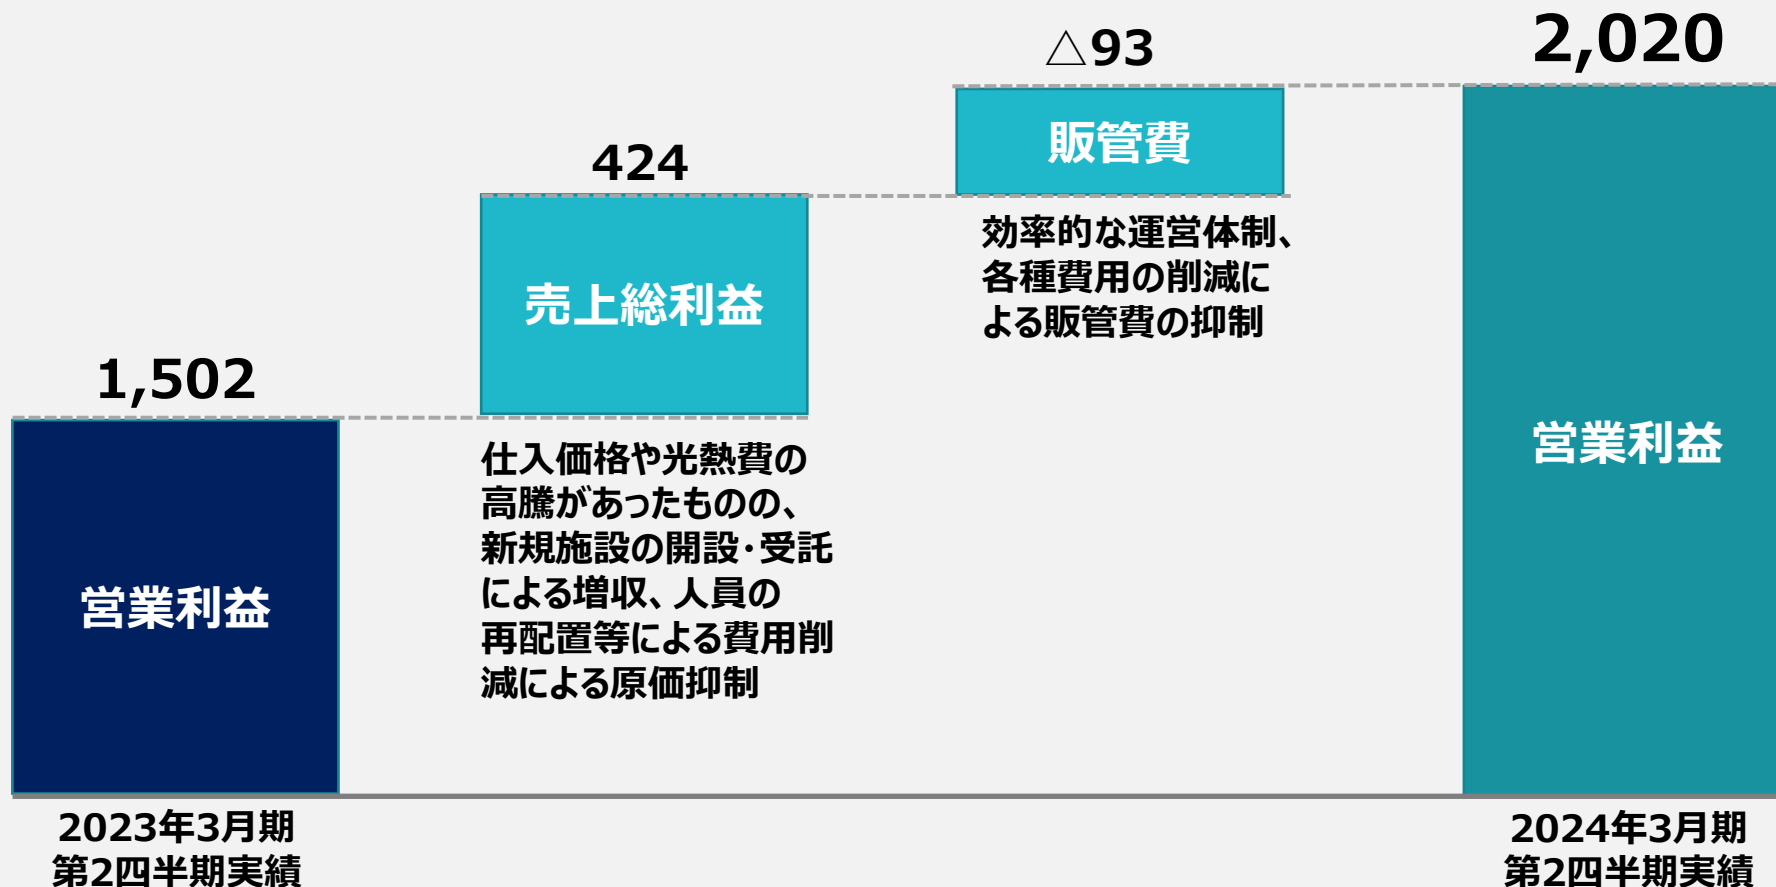 1,502
営業利益
2023年3月期
第2四半期実績
424
売上総利益
仕入価格や光熱費の
高騰があったものの、
新規施設の開設・受託
による増収、人員の
再配置等による費用削
減による原価抑制
△93
販管費
効率的な運営体制、
各種費用の削減に
よる販管費の抑制
2,020
営業利益
2024年3月期
第2四半期実績